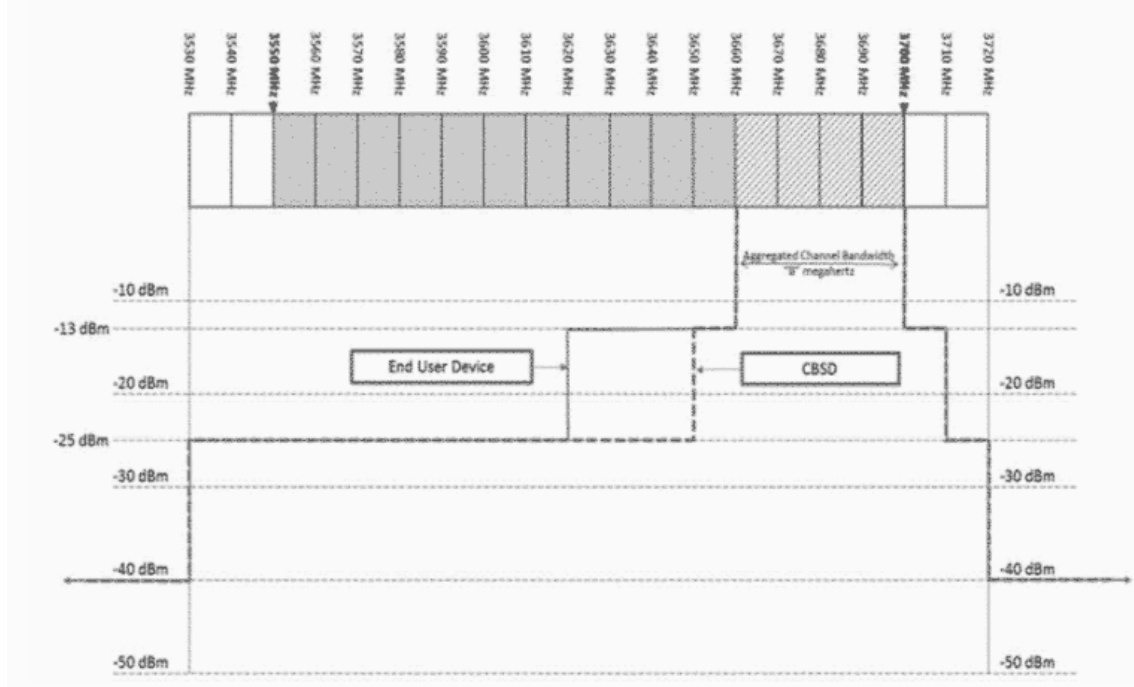 3530 MHz
3540 MHz
3550 MHz
3560 MHz
3570 MHz
3580 MHz
3590 MHz
3600 MHz
3610 MHz
3620 MHz
3630 MHz
3640 MHz
3650 MHz
3660 MHz
3670 MHz
3680 MHz
3690 MHz
3700 MHz
3710 MHz
3720 MHz
Aggregated Channel Bandwidth
"B" megahertz
-10 dBm
-10 dBm
-13 dBm
End User Device
CBSD
-20 dBm
-20 dBm
-25 dBm
-30 dBm
-30 dBm
-40 dBm
-40 dBm
-50 dBm
-50 dBm